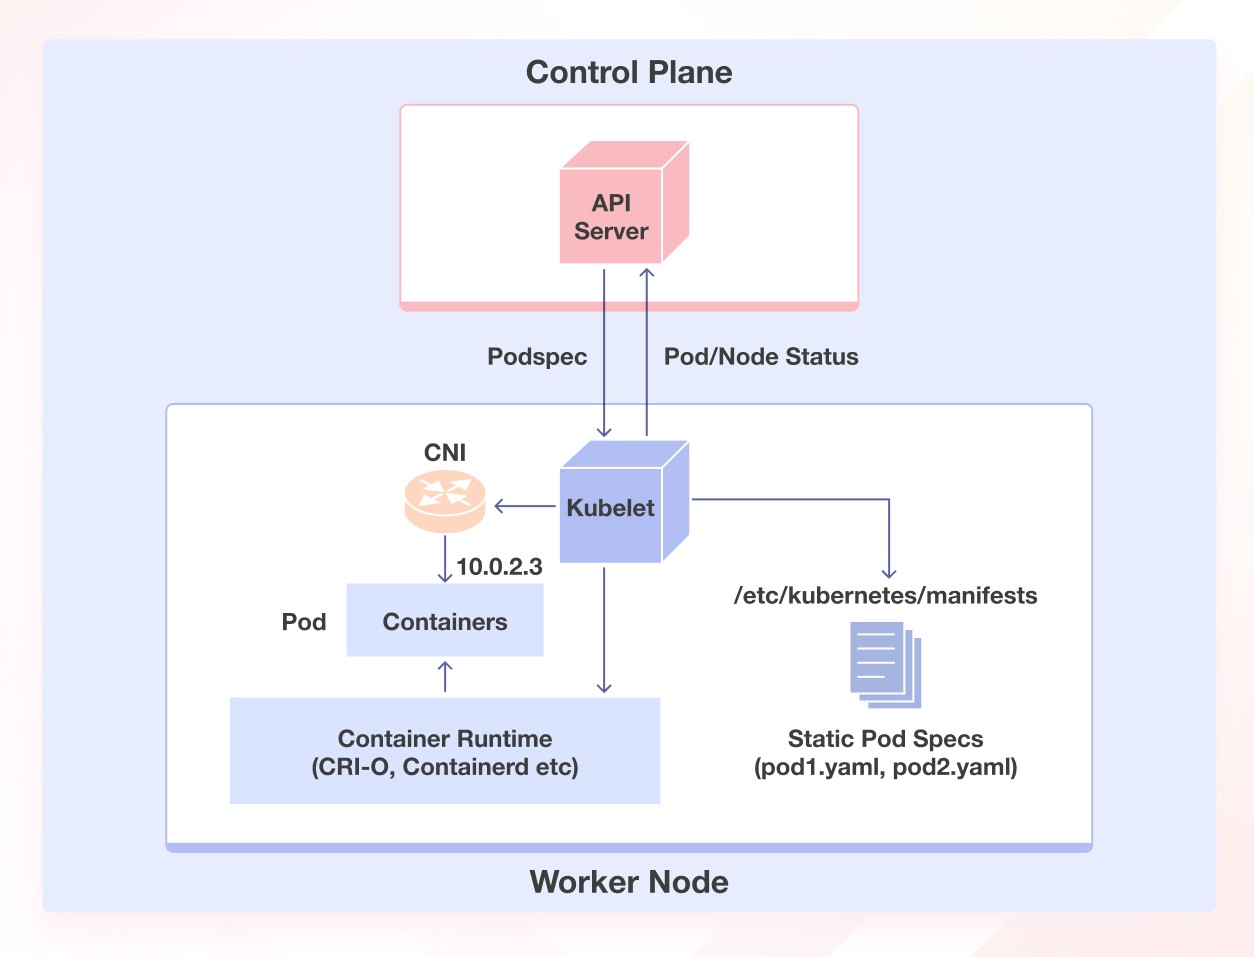 Control Plane
API
Server
Podspec
Pod/Node Status
CNI
Kubelet
10.0.2.3
/etc/kubernetes/manifests
Pod
Containers
Container Runtime
(CRI-O, Containerd etc)
Static Pod Specs
(pod1.yaml, pod2.yaml)
Worker Node